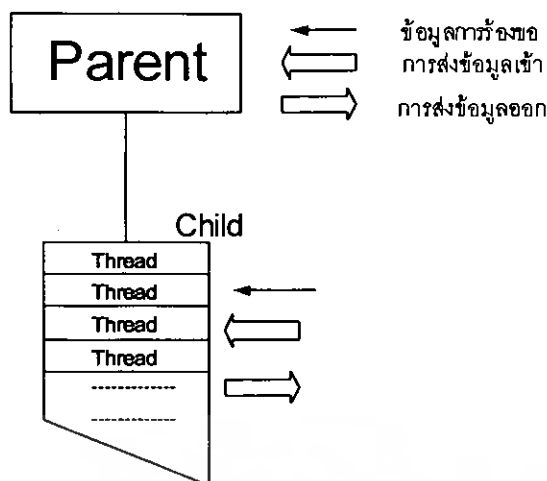 Parent
ข้อมูลการร้องขอ
การส่งข้อมูลเข้า
การส่งข้อมูลออก
Child
Thread
Thread
Thread
Thread